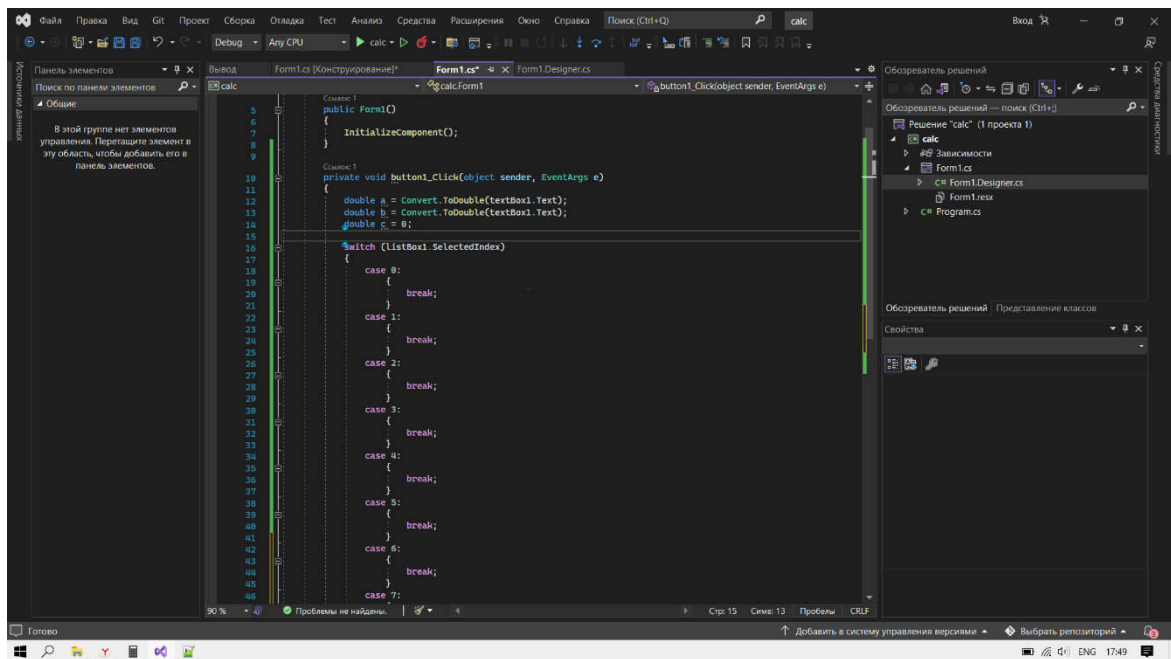 Файл Правка Вид Git Проект Сборка Отладка Тест Анализ Средства Расширения Окно Справка Поиск (Ctrl+Q) calc Вход
Debug Any CPU calc
Источники данных
Панель элементов
Поиск по панели элементов
Общие
В этой группе нет элементов
управления. Перетащите элемент в
эту область, чтобы добавить его в
панель элементов.
Вывод Form1.cs [Конструирование]* Form1.cs* Form1.Designer.cs
calc calc.Form1 button1_Click(object sender, EventArgs e)
Ссылок: 1
5 public Form1()
6 {
7 InitializeComponent();
8 }
9
Ссылок: 1
10 private void button1_Click(object sender, EventArgs e)
11 {
12 double a = Convert.ToDouble(textBox1.Text);
13 double b = Convert.ToDouble(textBox1.Text);
14 double c = 0;
15
16 switch (listBox1.SelectedIndex)
17 {
18 case 0:
19 {
20 break;
21 }
22 case 1:
23 {
24 break;
25 }
26 case 2:
27 {
28 break;
29 }
30 case 3:
31 {
32 break;
33 }
34 case 4:
35 {
36 break;
37 }
38 case 5:
39 {
40 break;
41 }
42 case 6:
43 {
44 break;
45 }
46 case 7:
90 % Проблемы не найдены. Стр: 15 Симв: 13 Пробелы CRLF
Обозреватель решений
Обозреватель решений — поиск (Ctrl+;)
Решение "calc" (1 проекта 1)
calc
Зависимости
Form1.cs
C# Form1.Designer.cs
Form1.resx
C# Program.cs
Обозреватель решений Представление классов
Свойства
Средства диагностики
Готово Добавить в систему управления версиями Выбрать репозиторий
ENG 17:49